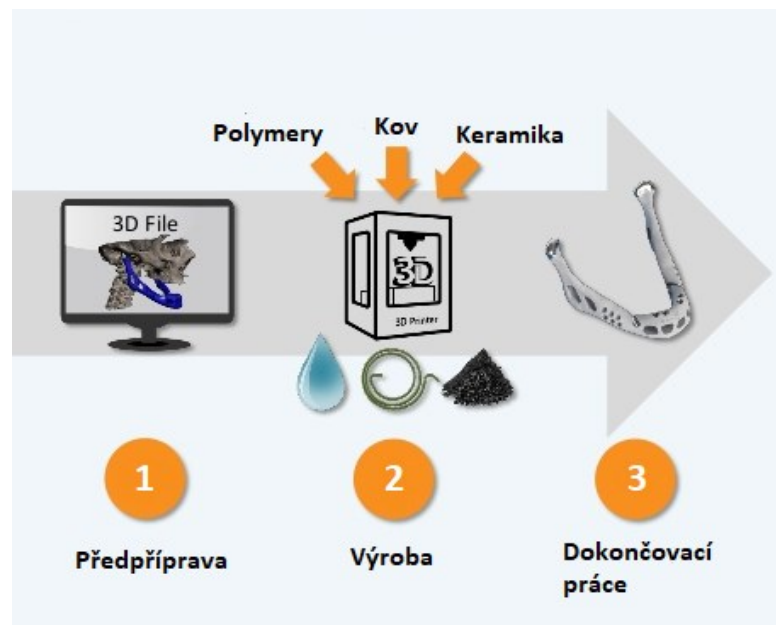 Polymery
Kov
Keramika
3D File
3D
3D Printer
1
2
3
Předpříprava
Výroba
Dokončovací
práce